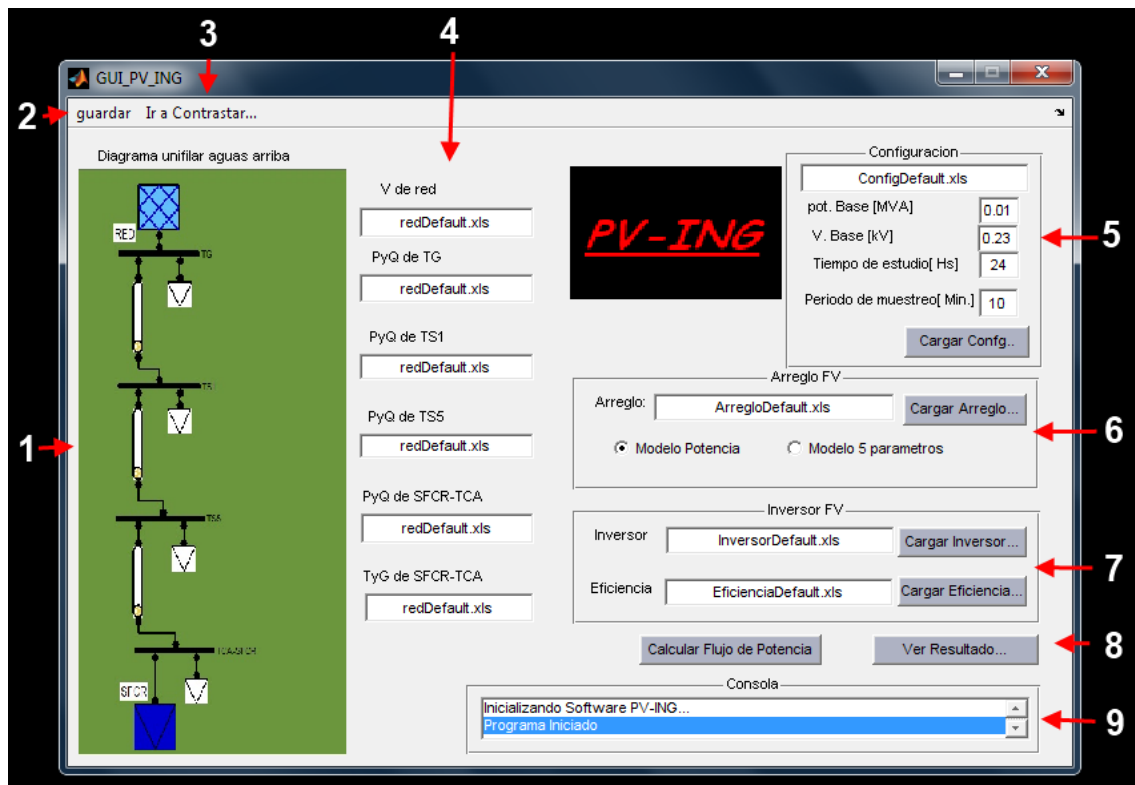 3
4
GUI_PV_ING
2
guardar Ir a Contrastar...
Diagrama unifilar aguas arriba
RED
TG
TS1
TS5
TCA-SFCR
SFCR
1
V de red
redDefault.xls
PyQ de TG
redDefault.xls
PyQ de TS1
redDefault.xls
PyQ de TS5
redDefault.xls
PyQ de SFCR-TCA
redDefault.xls
TyG de SFCR-TCA
redDefault.xls
PV-ING
Configuracion
ConfigDefault.xls
pot. Base [MVA] 0.01
V. Base [kV] 0.23
Tiempo de estudio[ Hs] 24
Periodo de muestreo[ Min.] 10
Cargar Confg..
5
Arreglo FV
Arreglo: ArregloDefault.xls Cargar Arreglo...
Modelo Potencia Modelo 5 parametros
6
Inversor FV
Inversor InversorDefault.xls Cargar Inversor...
Eficiencia EficienciaDefault.xls Cargar Eficiencia...
7
Calcular Flujo de Potencia Ver Resultado...
8
Consola
Inicializando Software PV-ING...
Programa Iniciado
9